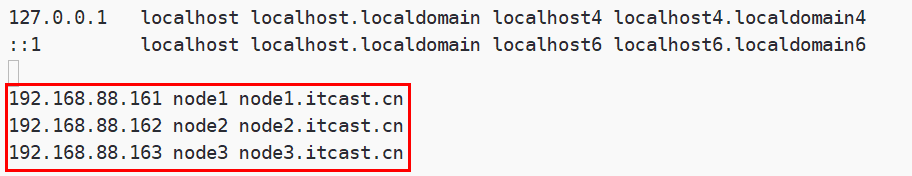 127.0.0.1   localhost localhost.localdomain localhost4 localhost4.localdomain4
::1         localhost localhost.localdomain localhost6 localhost6.localdomain6
192.168.88.161 node1 node1.itcast.cn
192.168.88.162 node2 node2.itcast.cn
192.168.88.163 node3 node3.itcast.cn